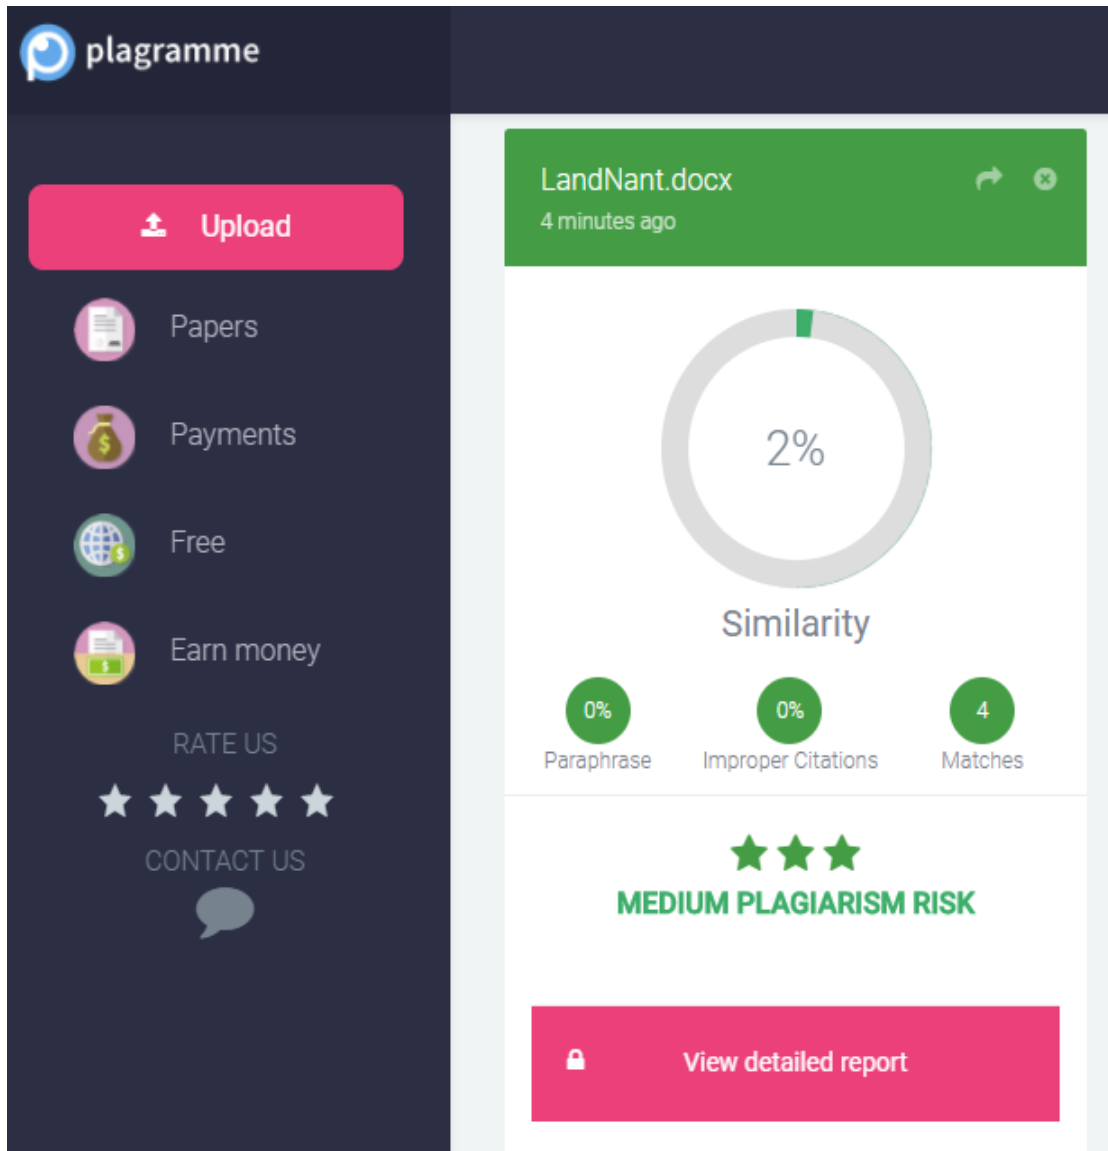 plagramme
Upload
Papers
Payments
Free
Earn money
RATE US
CONTACT US
LandNant.docx
4 minutes ago
2%
Similarity
0% 0% 4
Paraphrase Improper Citations Matches
MEDIUM PLAGIARISM RISK
View detailed report